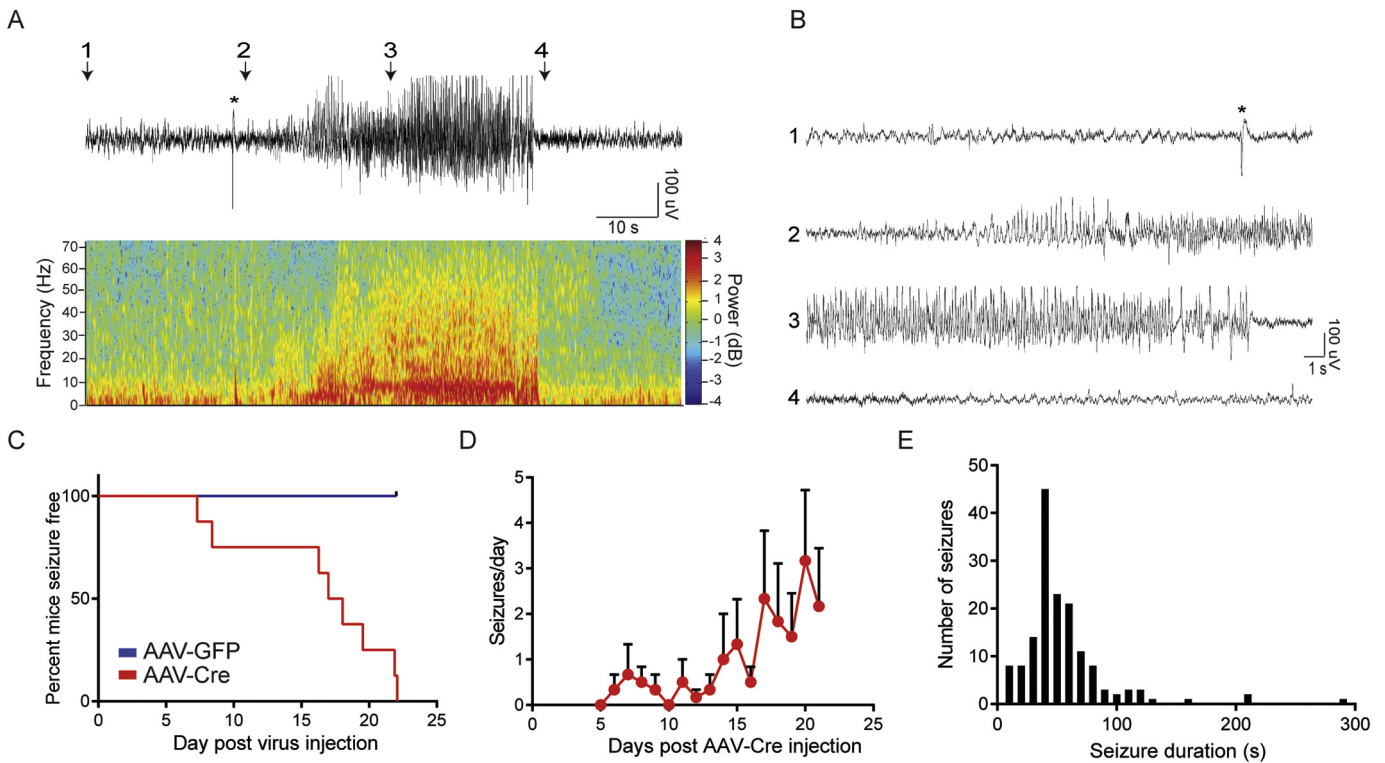 A
1
2
3
4
*
100 uV
10 s
Frequency (Hz)
70
60
50
40
30
20
10
0
4
3
2
1
0
-1
-2
-3
-4
Power (dB)
B
*
1
2
3
4
100 uV
1 s
C
Percent mice seizure free
100
50
0
AAV-GFP
AAV-Cre
0 5 10 15 20 25
Day post virus injection
D
Seizures/day
5
4
3
2
1
0
0 5 10 15 20 25
Days post AAV-Cre injection
E
Number of seizures
50
40
30
20
10
0
0 100 200 300
Seizure duration (s)